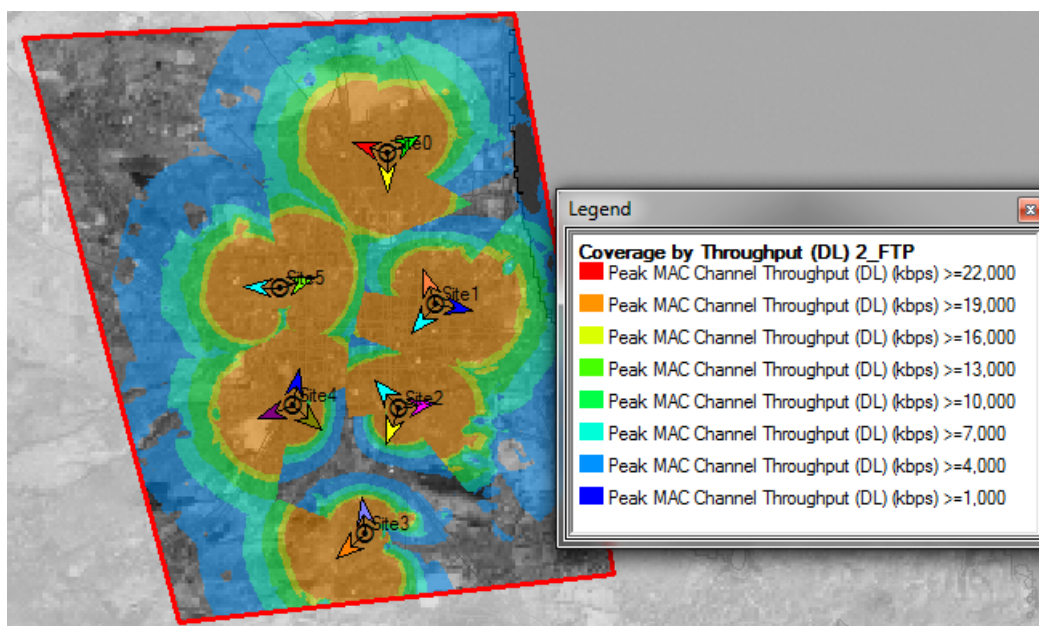 Site0
Site5
Site1
Site4
Site2
Site3
Legend
x
Coverage by Throughput (DL) 2_FTP
Peak MAC Channel Throughput (DL) (kbps) >=22,000
Peak MAC Channel Throughput (DL) (kbps) >=19,000
Peak MAC Channel Throughput (DL) (kbps) >=16,000
Peak MAC Channel Throughput (DL) (kbps) >=13,000
Peak MAC Channel Throughput (DL) (kbps) >=10,000
Peak MAC Channel Throughput (DL) (kbps) >=7,000
Peak MAC Channel Throughput (DL) (kbps) >=4,000
Peak MAC Channel Throughput (DL) (kbps) >=1,000